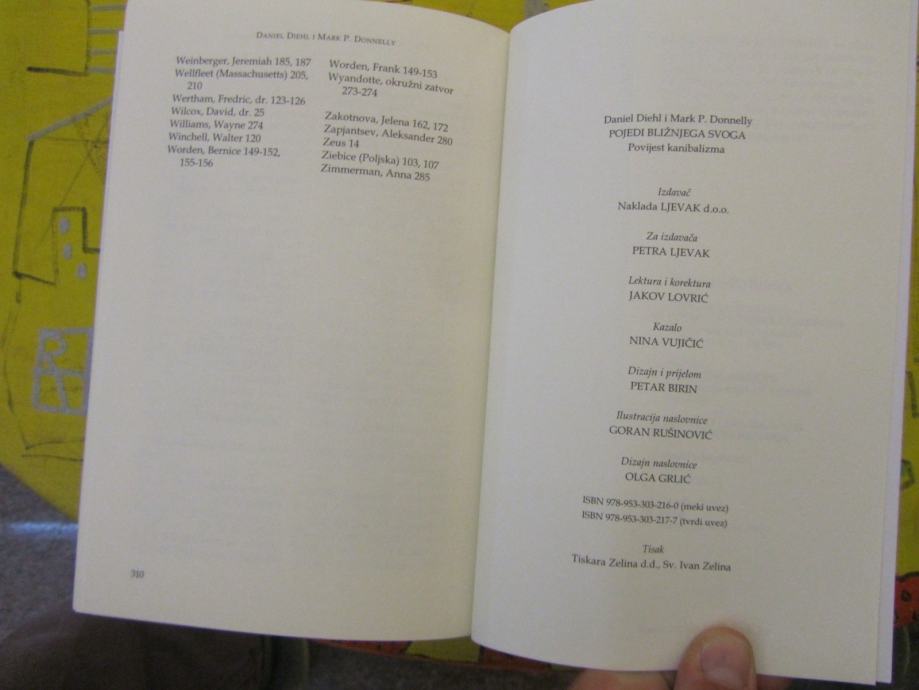 DANIEL DIEHL I MARK P. DONNELLY
Weinberger, Jeremiah 185, 187
Wellfleet (Massachusetts) 205,
210
Wertham, Fredric, dr. 123-126
Wilcox, David, dr. 25
Williams, Wayne 274
Winchell, Walter 120
Worden, Bernice 149-152,
155-156
Worden, Frank 149-153
Wyandotte, okružni zatvor
273-274
Zakotnova, Jelena 162, 172
Zapjantsev, Aleksander 280
Zeus 14
Ziebice (Poljska) 103, 107
Zimmerman, Anna 285
310
Daniel Diehl i Mark P. Donnelly
POJEDI BLIŽNJEGA SVOGA
Povijest kanibalizma
Izdavač
Naklada LJEVAK d.o.o.
Za izdavača
PETRA LJEVAK
Lektura i korektura
JAKOV LOVRIĆ
Kazalo
NINA VUJIČIĆ
Dizajn i prijelom
PETAR BIRIN
Ilustracija naslovnice
GORAN RUŠINOVIĆ
Dizajn naslovnice
OLGA GRLIĆ
ISBN 978-953-303-216-0 (meki uvez)
ISBN 978-953-303-217-7 (tvrdi uvez)
Tisak
Tiskara Zelina d.d., Sv. Ivan Zelina